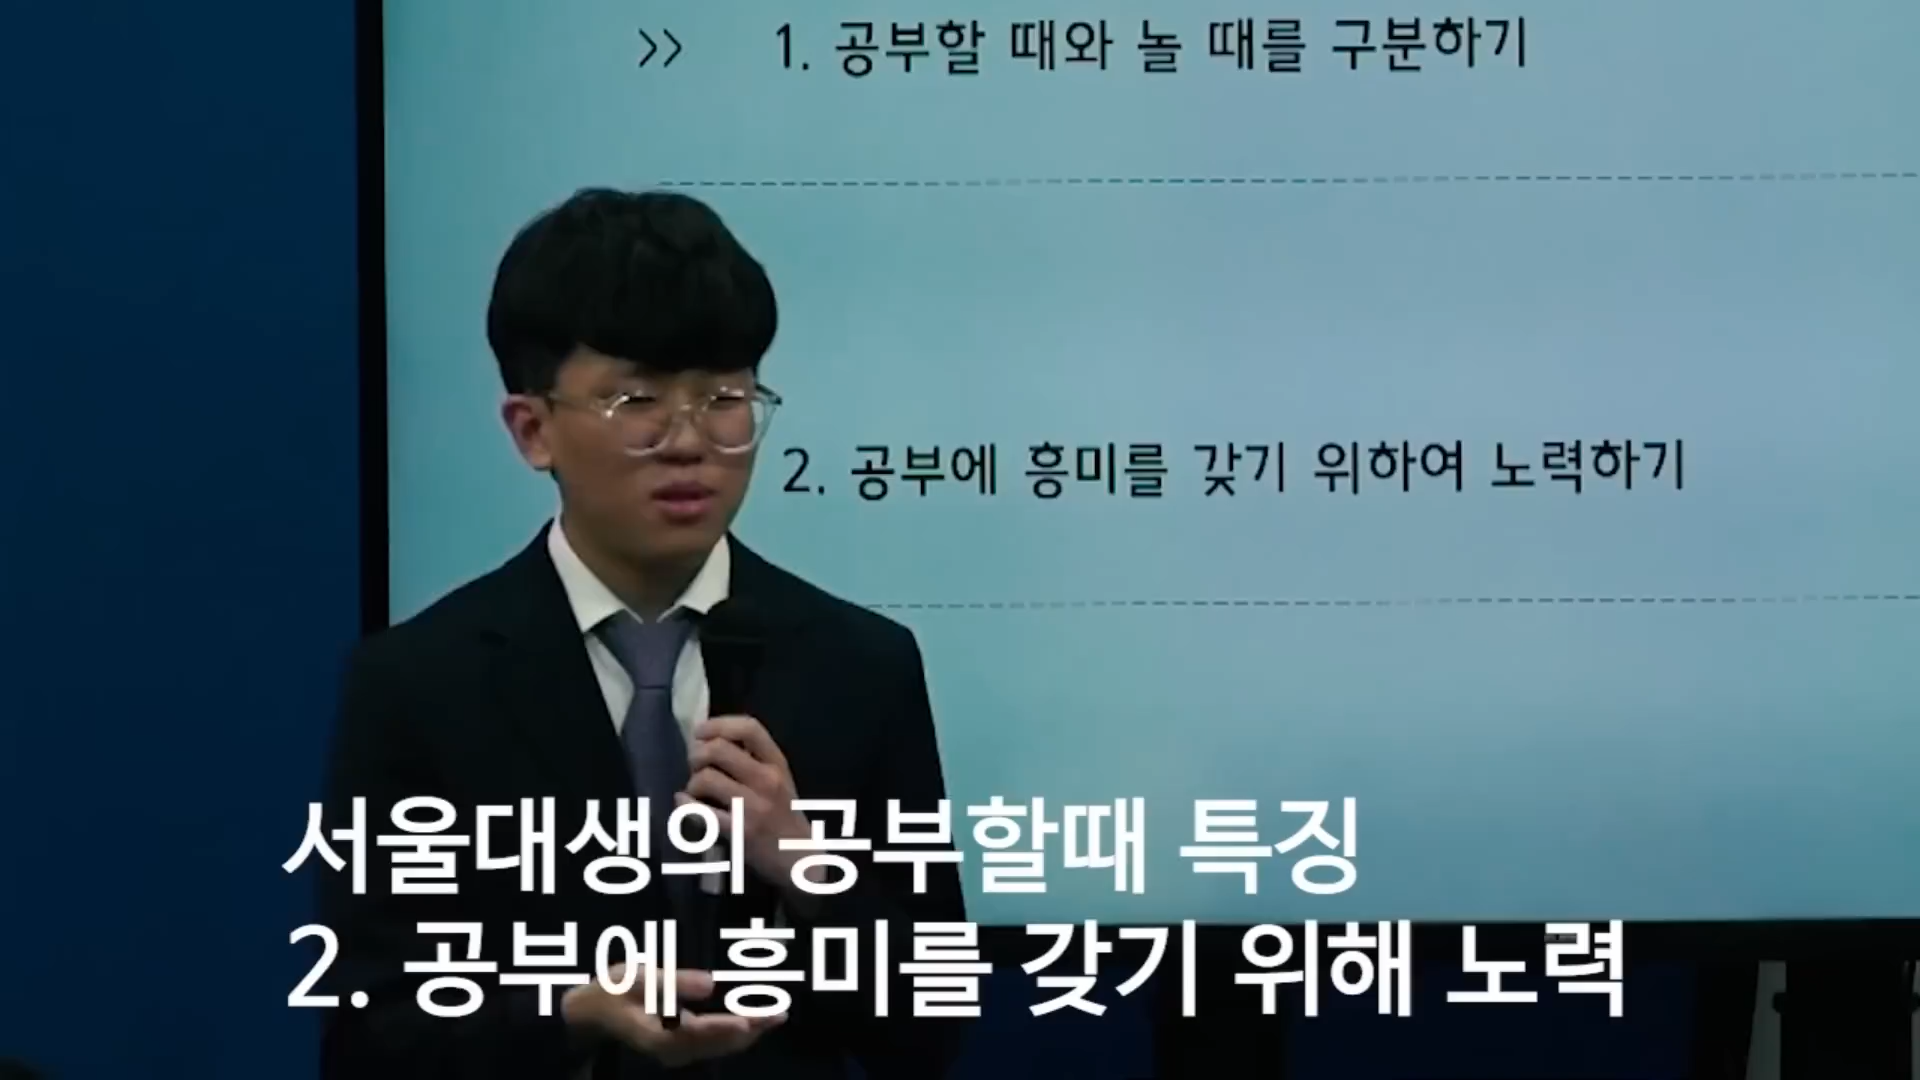 >> 1. 공부할 때와 놀 때를 구분하기
2. 공부에 흥미를 갖기 위하여 노력하기
서울대생의 공부할때 특징
2. 공부에 흥미를 갖기 위해 노력